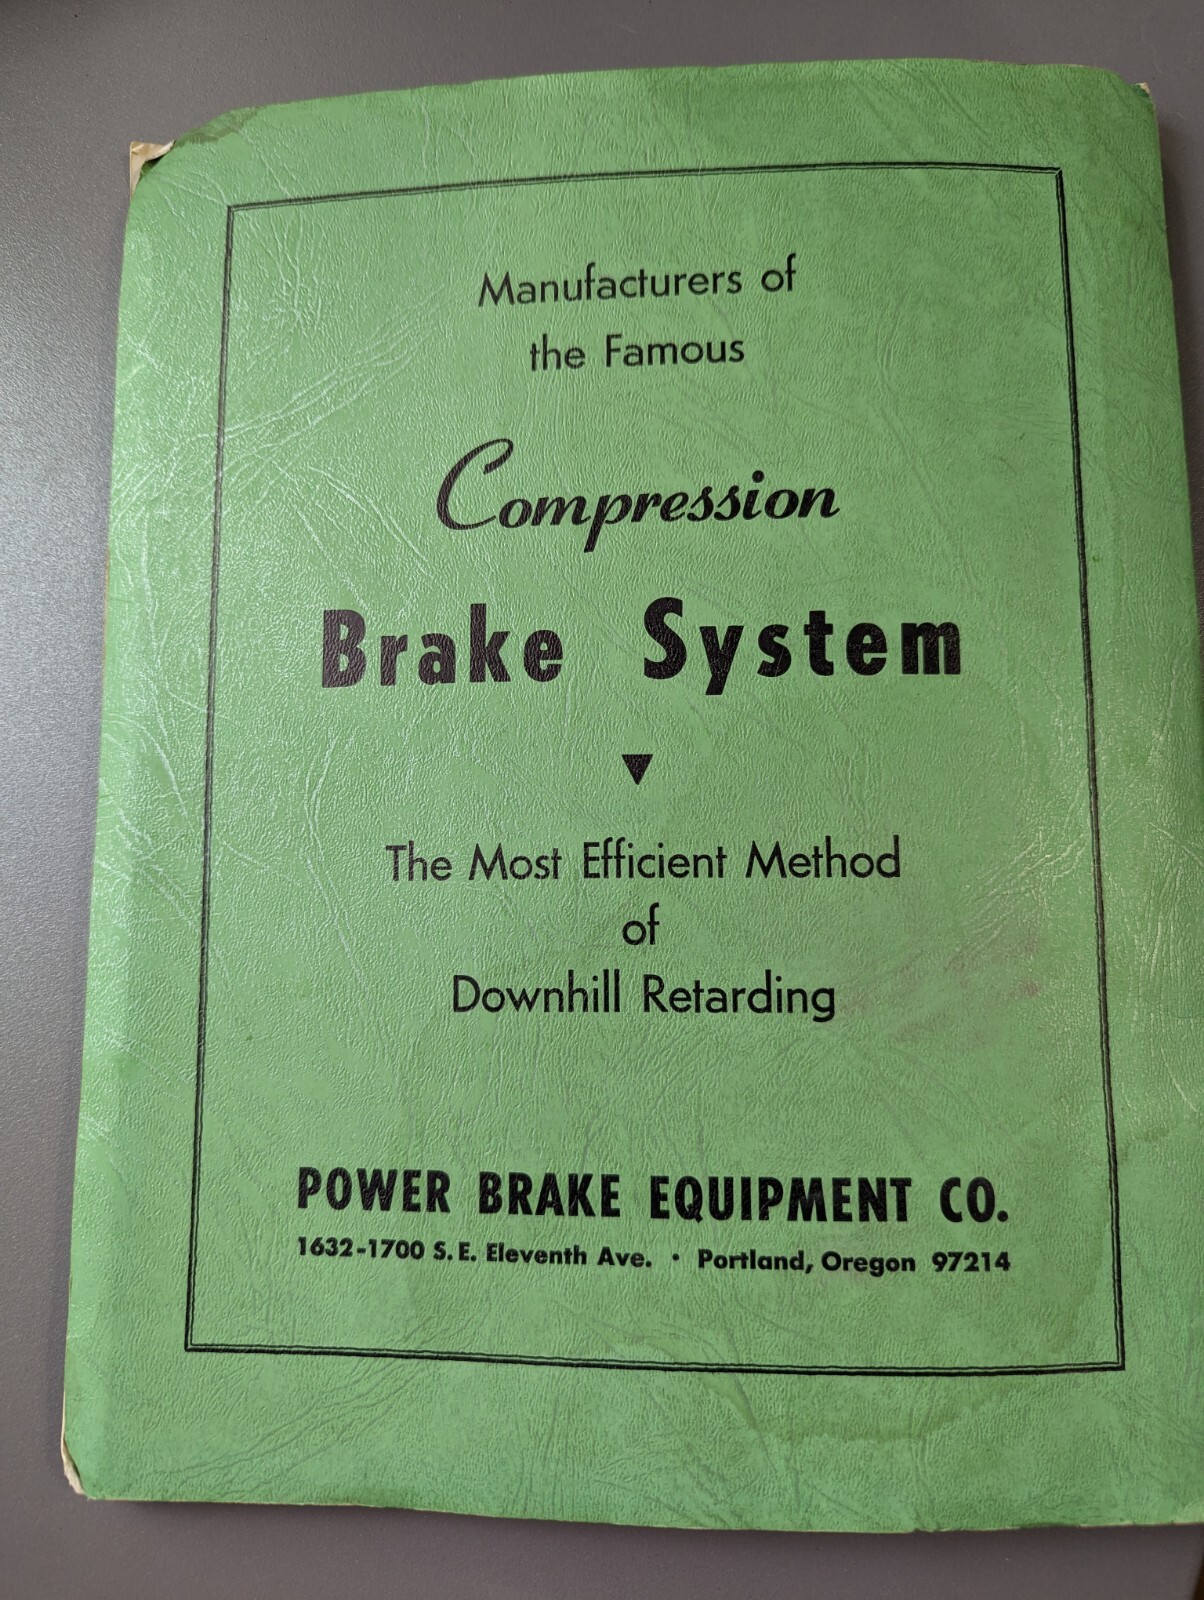 Manufacturers of
the Famous
Compression
Brake System
The Most Efficient Method
of
Downhill Retarding
POWER BRAKE EQUIPMENT CO.
1632-1700 S.E. Eleventh Ave. • Portland, Oregon 97214